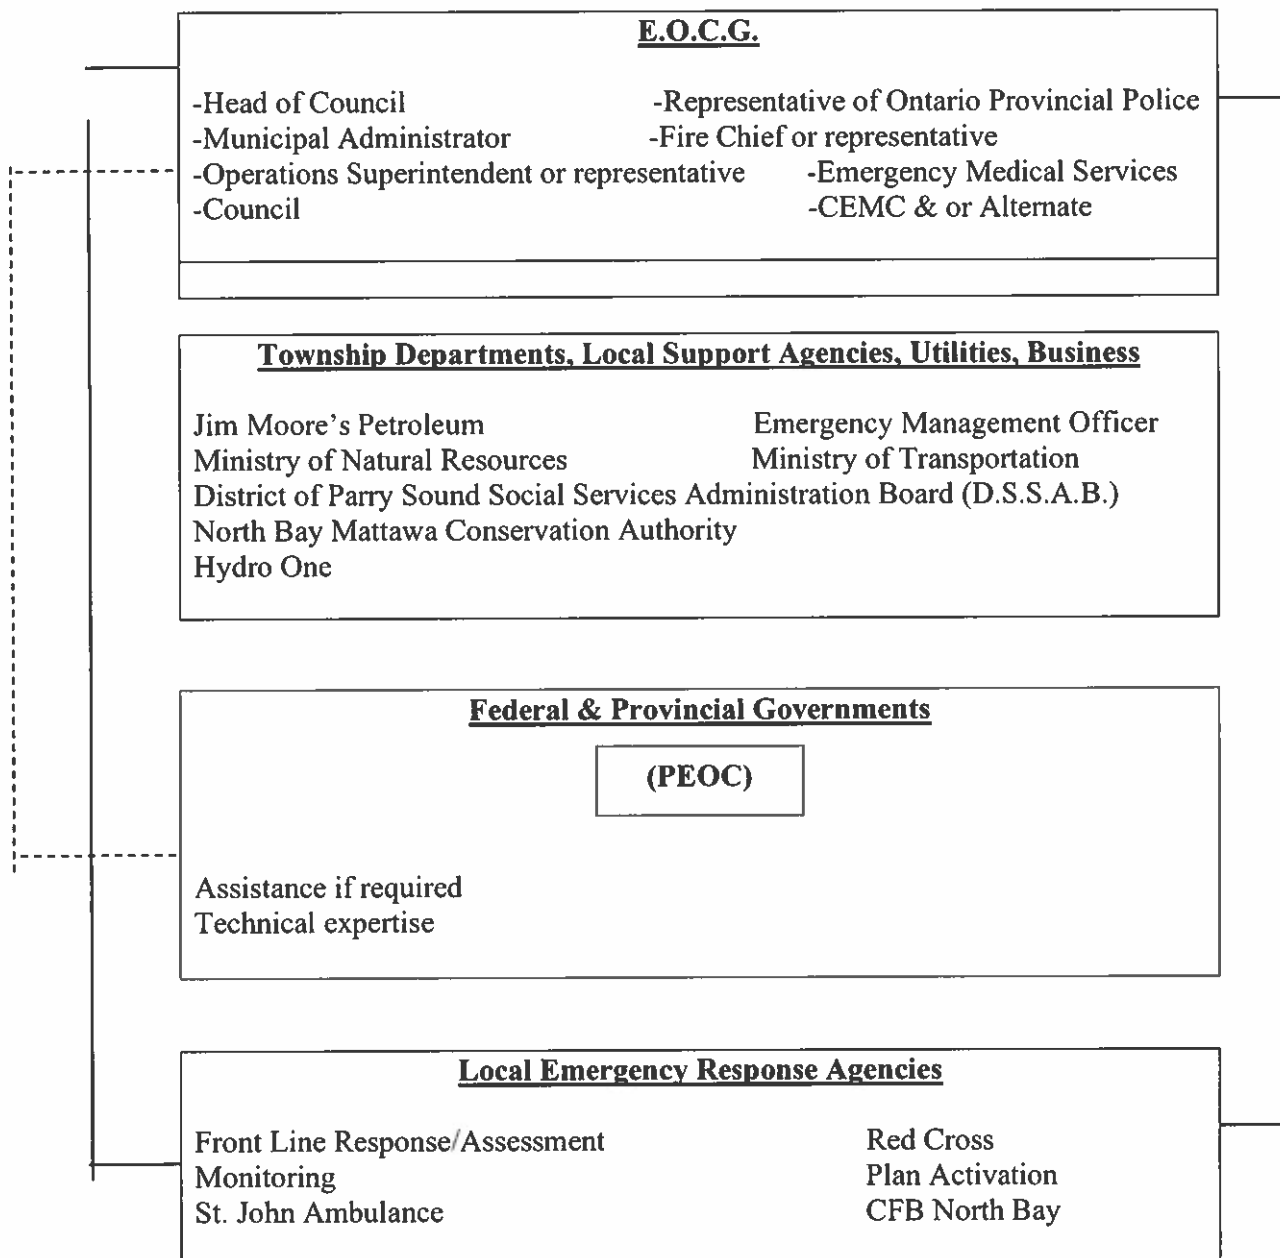 E.O.C.G.
-Head of Council -Representative of Ontario Provincial Police
-Municipal Administrator -Fire Chief or representative
-Operations Superintendent or representative -Emergency Medical Services
-Council -CEMC & or Alternate
Township Departments, Local Support Agencies, Utilities, Business
Jim Moore's Petroleum Emergency Management Officer
Ministry of Natural Resources Ministry of Transportation
District of Parry Sound Social Services Administration Board (D.S.S.A.B.)
North Bay Mattawa Conservation Authority
Hydro One
Federal & Provincial Governments
(PEOC)
Assistance if required
Technical expertise
Local Emergency Response Agencies
Front Line Response/Assessment Red Cross
Monitoring Plan Activation
St. John Ambulance CFB North Bay